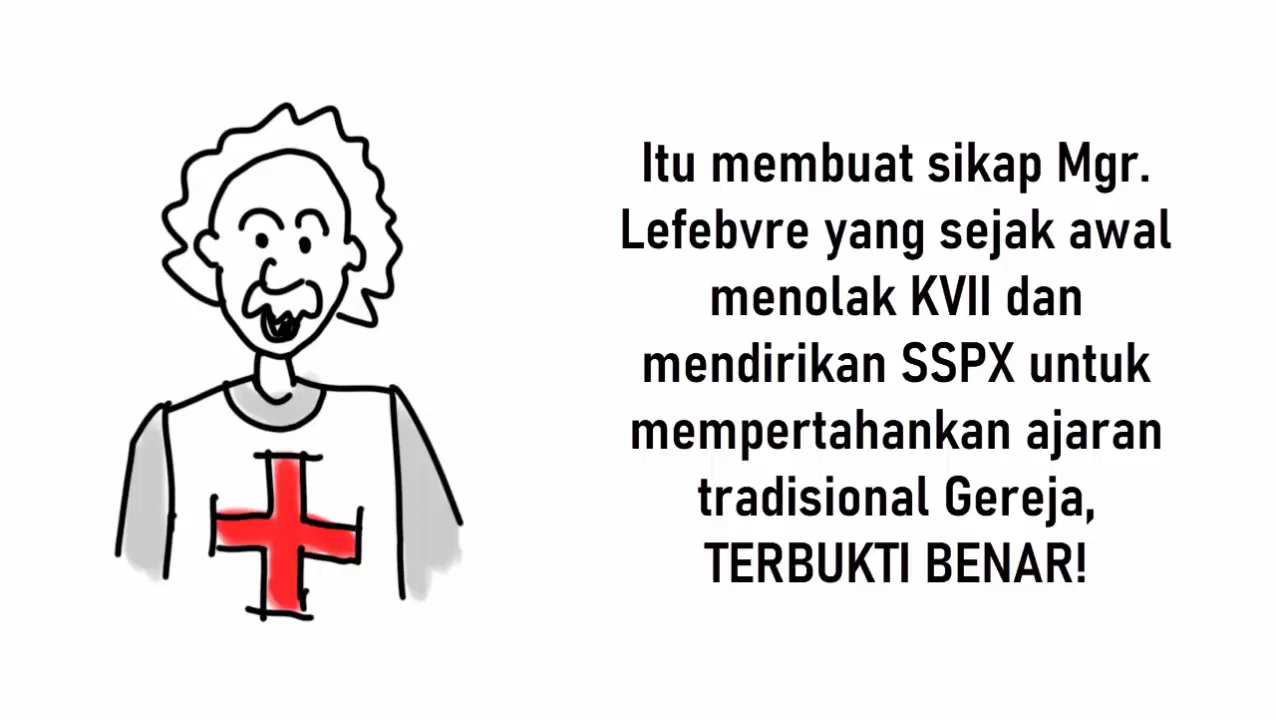 Itu membuat sikap Mgr.
Lefebvre yang sejak awal
menolak KVII dan
mendirikan SSPX untuk
mempertahankan ajaran
tradisional Gereja,
TERBUKTI BENAR!